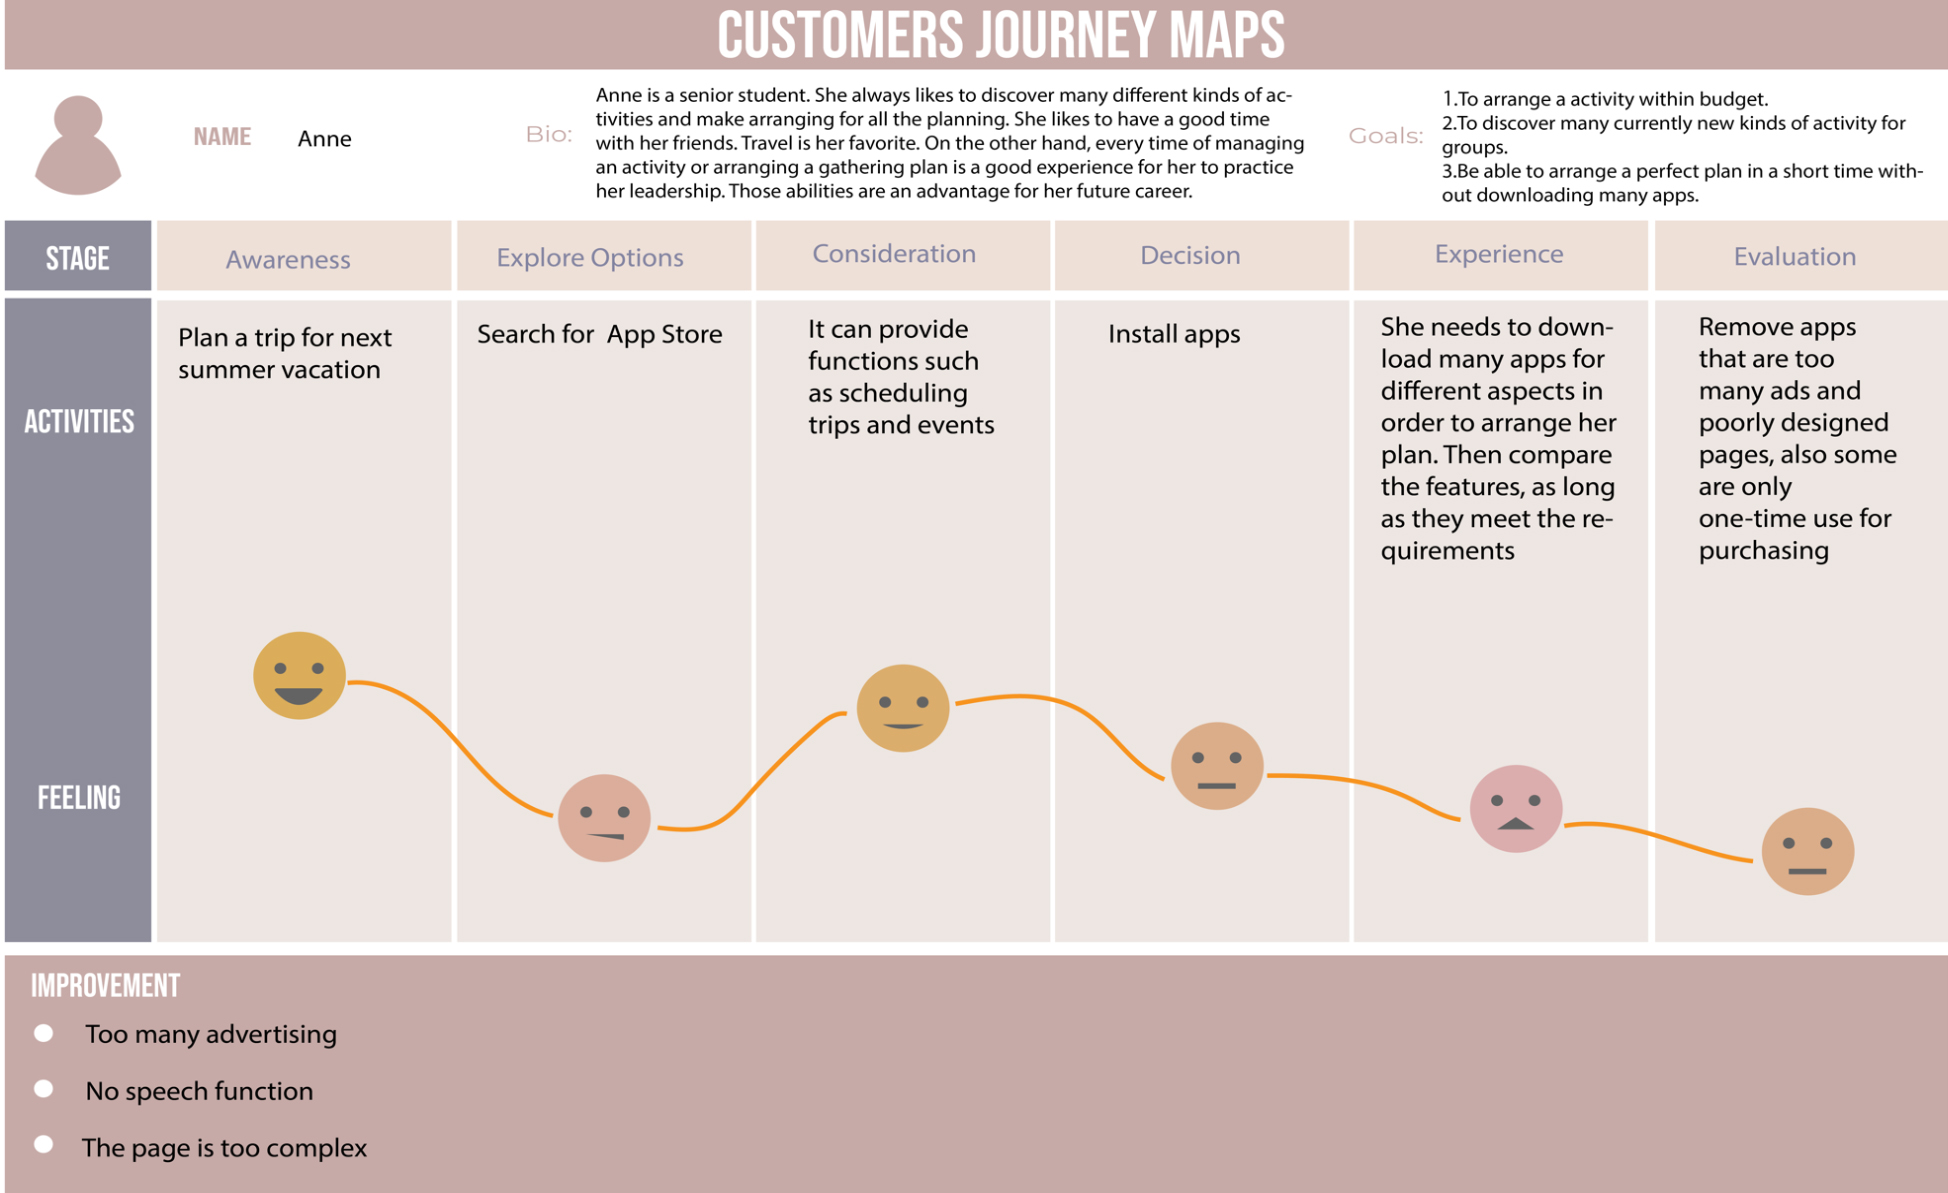 CUSTOMERS JOURNEY MAPS
NAME
Anne
Bio:
Anne is a senior student. She always likes to discover many different kinds of ac-
tivities and make arranging for all the planning. She likes to have a good time
with her friends. Travel is her favorite. On the other hand, every time of managing
an activity or arranging a gathering plan is a good experience for her to practice
her leadership. Those abilities are an advantage for her future career.
Goals:
1.To arrange a activity within budget.
2.To discover many currently new kinds of activity for
groups.
3.Be able to arrange a perfect plan in a short time with-
out downloading many apps.
STAGE
Awareness
Explore Options
Consideration
Decision
Experience
Evaluation
ACTIVITIES
Plan a trip for next
summer vacation
Search for App Store
It can provide
functions such
as scheduling
trips and events
Install apps
She needs to down-
load many apps for
different aspects in
order to arrange her
plan. Then compare
the features, as long
as they meet the re-
quirements
Remove apps
that are too
many ads and
poorly designed
pages, also some
are only
one-time use for
purchasing
FEELING
IMPROVEMENT
Too many advertising
No speech function
The page is too complex